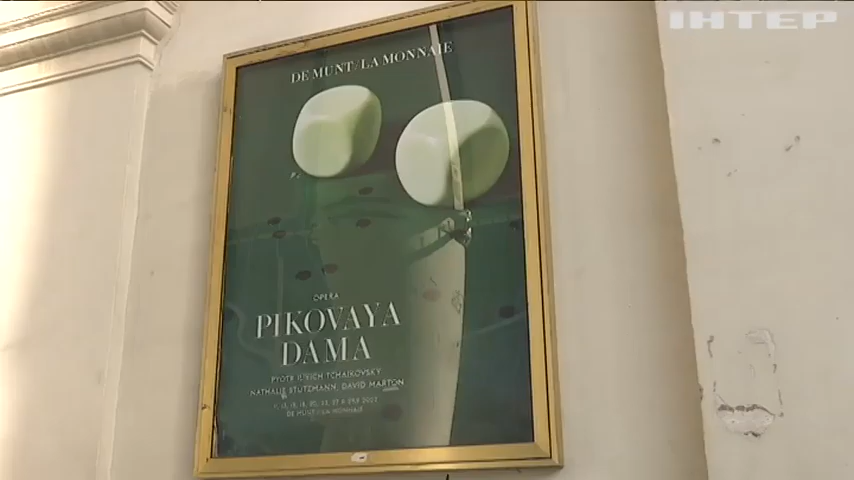 ІНТЕР
DE MUNT/LA MONNAIE
OPERA
PIKOVAYA
DAMA
PYOTR ILYICH TCHAIKOVSKY
NATHALIE STUTZMANN, DAVID MARTON
DE MUNT/LA MONNAIE